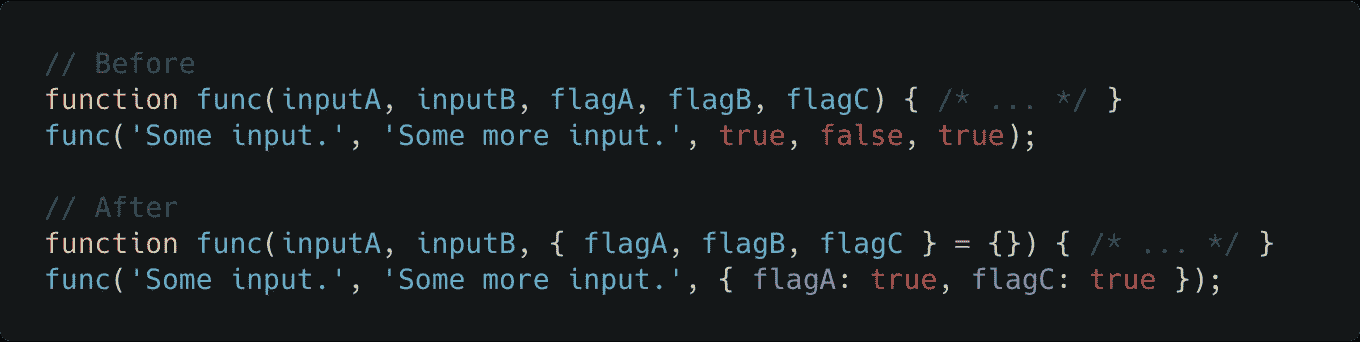 // Before
function func(inputA, inputB, flagA, flagB, flagC) { /* ... */ }
func('Some input.', 'Some more input.', true, false, true);
// After
function func(inputA, inputB, { flagA, flagB, flagC } = {}) { /* ... */ }
func('Some input.', 'Some more input.', { flagA: true, flagC: true });